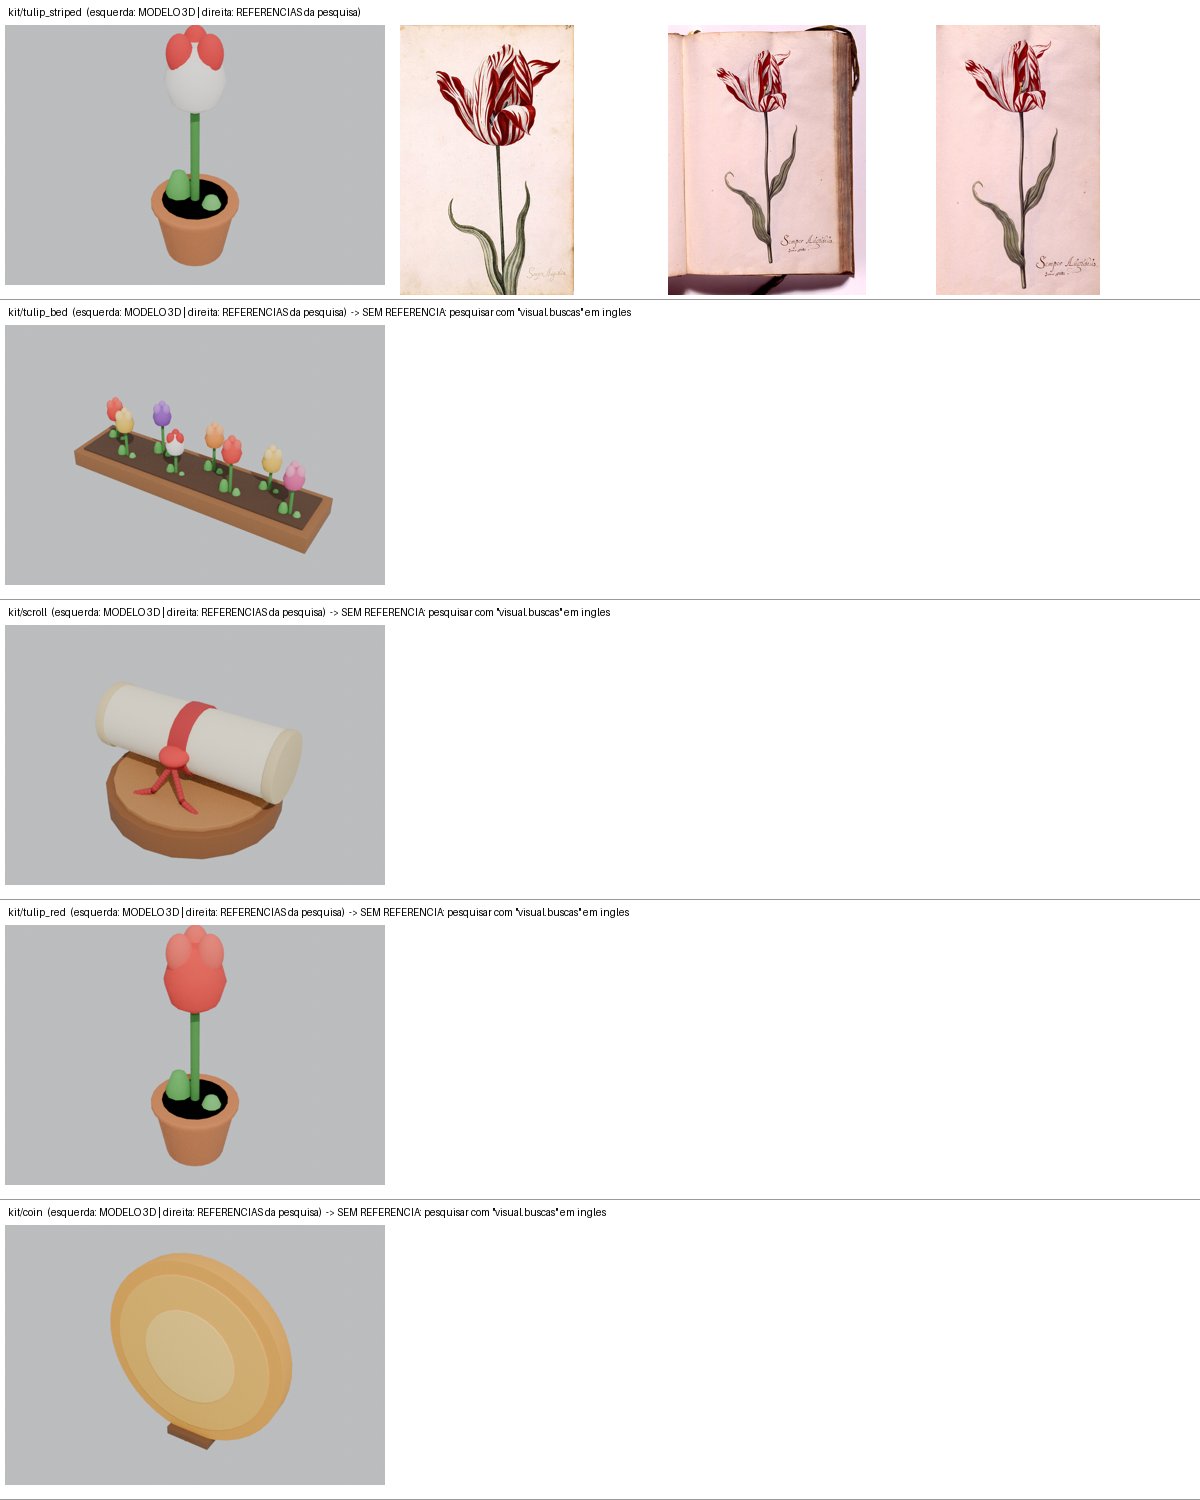 kit/tulip_striped (esquerda: MODELO 3D | direita: REFERENCIAS da pesquisa)
Semper Augustus
kit/tulip_bed (esquerda: MODELO 3D | direita: REFERENCIAS da pesquisa) -> SEM REFERENCIA: pesquisar com "visual.buscas" em ingles
kit/scroll (esquerda: MODELO 3D | direita: REFERENCIAS da pesquisa) -> SEM REFERENCIA: pesquisar com "visual.buscas" em ingles
kit/tulip_red (esquerda: MODELO 3D | direita: REFERENCIAS da pesquisa) -> SEM REFERENCIA: pesquisar com "visual.buscas" em ingles
kit/coin (esquerda: MODELO 3D | direita: REFERENCIAS da pesquisa) -> SEM REFERENCIA: pesquisar com "visual.buscas" em ingles